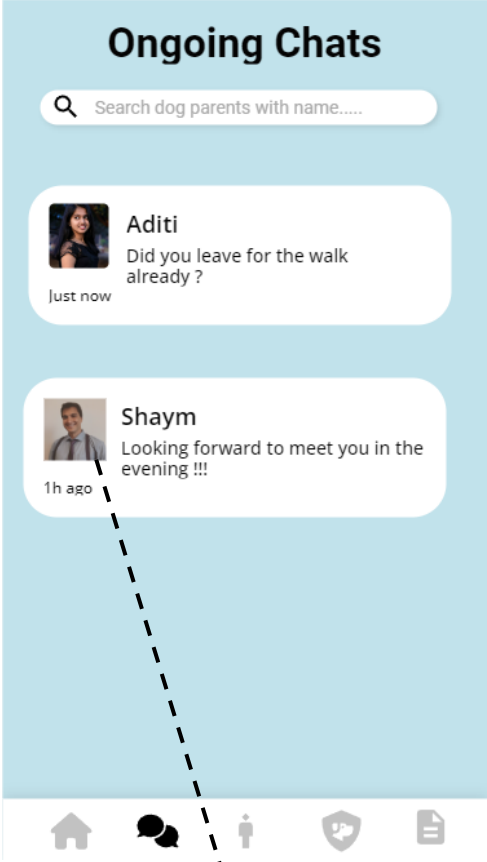 Ongoing Chats
Search dog parents with name.....
Aditi
Did you leave for the walk
already ?
Just now
Shaym
Looking forward to meet you in the
evening !!!
1h ago